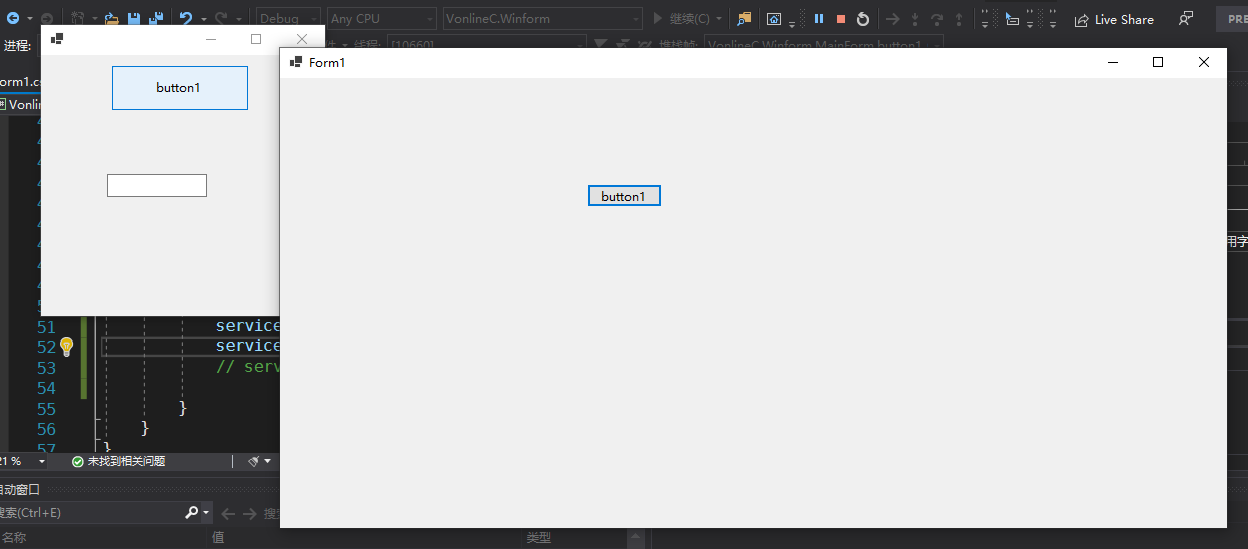 Debug
Any CPU
VonlineC.Winform
继续(C)
Live Share
PRE
进程:
线程:
[10660]
堆栈帧:
VonlineC.Winform.MainForm.button1
orm1.c
Vonlin
button1
Form1
button1
用字
51 service
52 service
53 // serv
54
55 }
56 }
57 }
21 %
未找到相关问题
自动窗口
搜索(Ctrl+E)
搜索
名称
值
类型